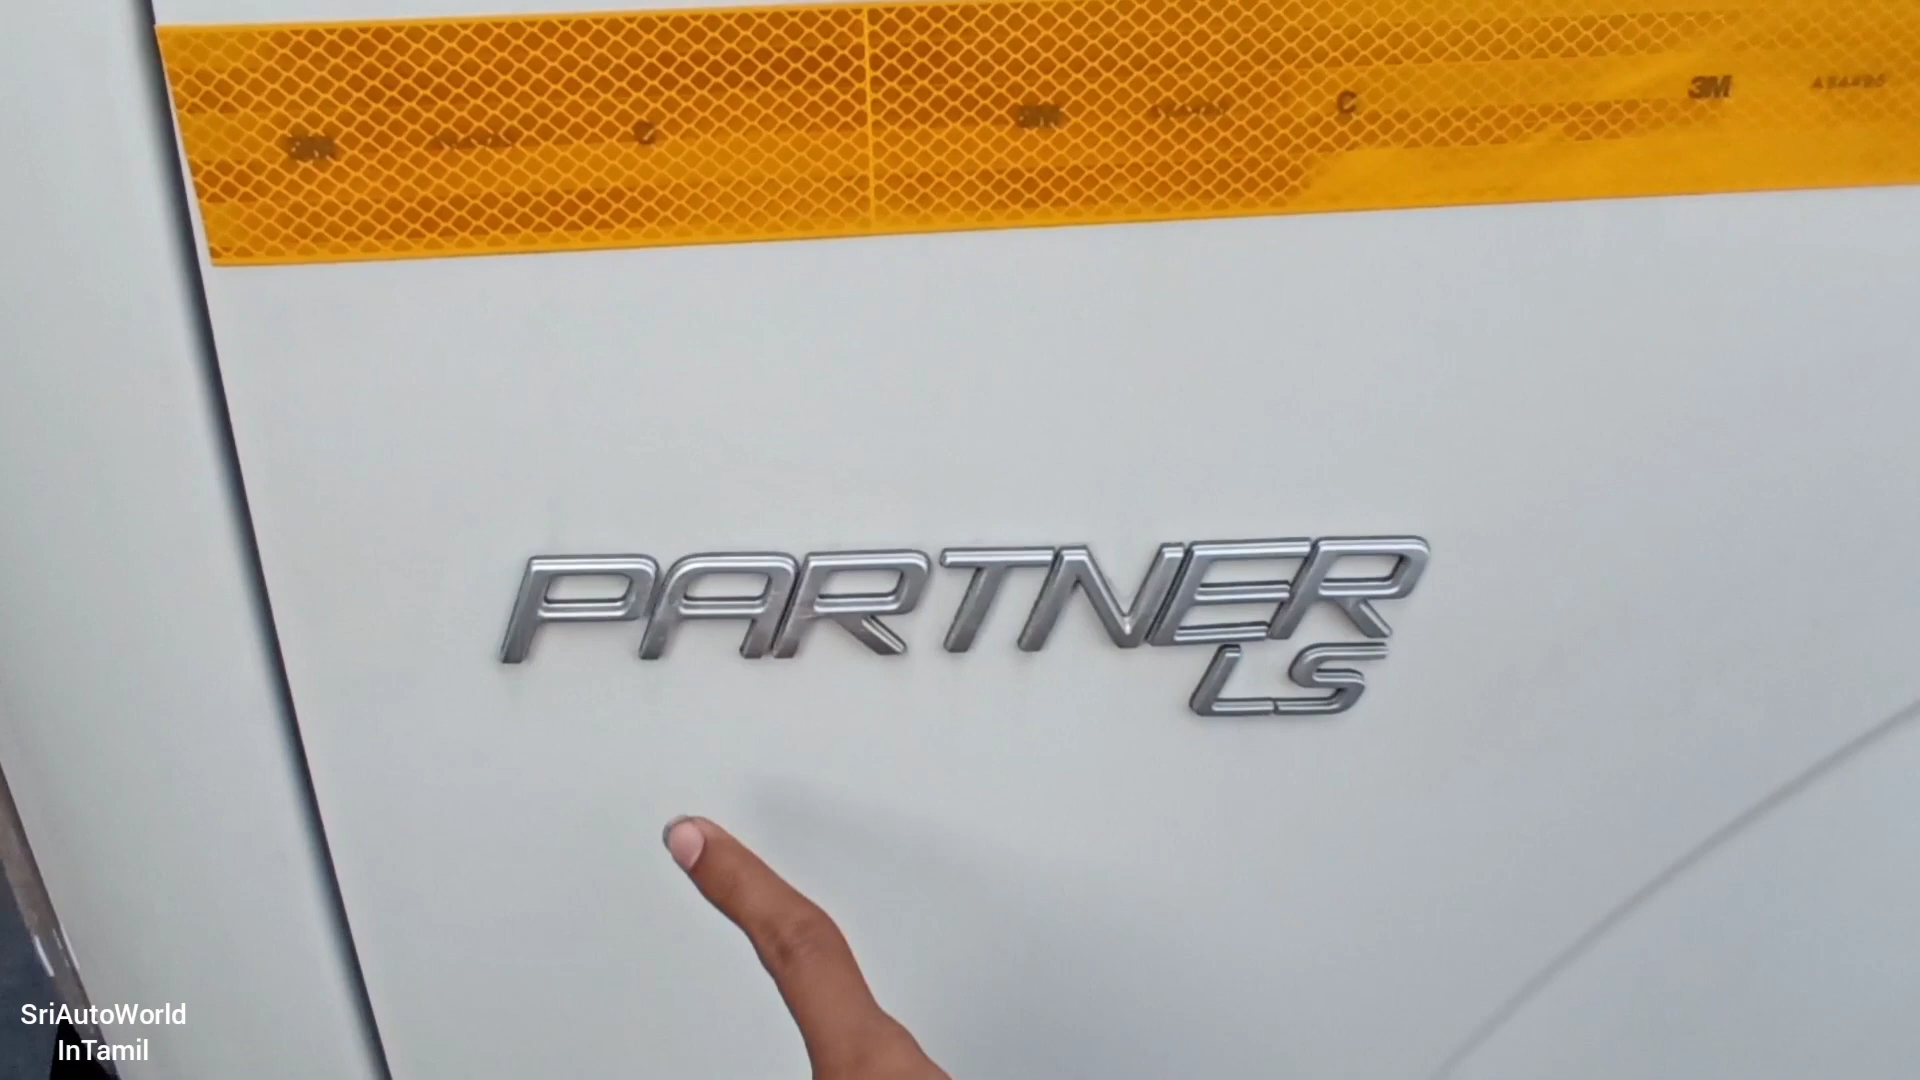 3M C 3M C 3M
PARTNER
LS
SriAutoWorld
InTamil